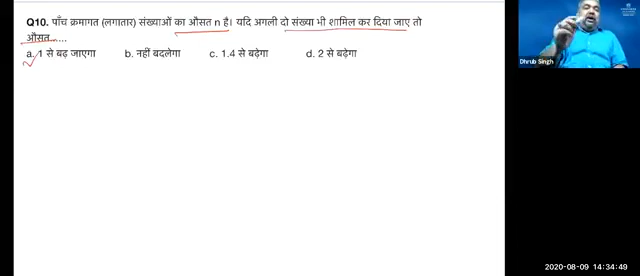 Q10. पाँच क्रमागत (लगातार) संख्याओं का औसत n है। यदि अगली दो संख्या भी शामिल कर दिया जाए तो
औसत.....
a. 1 से बढ़ जाएगा b. नहीं बदलेगा c. 1.4 से बढ़ेगा d. 2 से बढ़ेगा
Dhrub Singh
2020-08-09 14:34:49